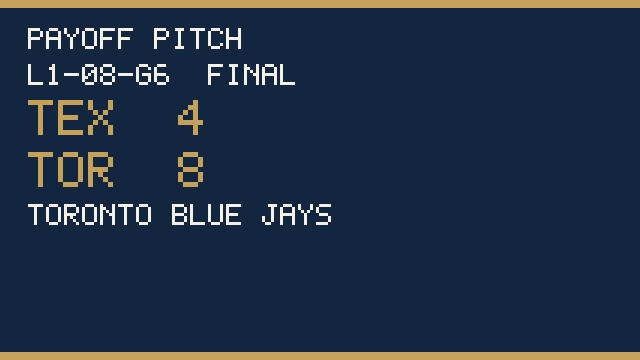 PAYOFF PITCH
L1-08-G6  FINAL
TEX  4
TOR  8
TORONTO BLUE JAYS